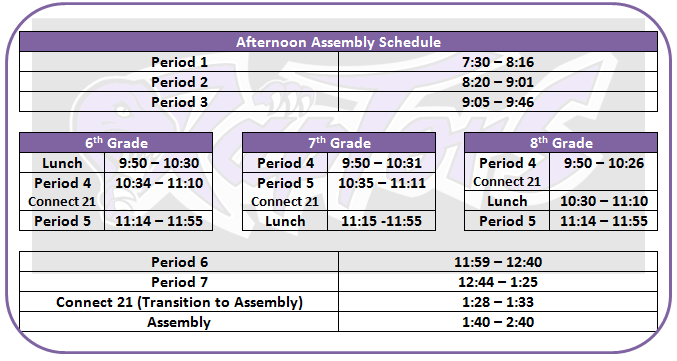 Afternoon Assembly Schedule
Period 1 7:30 – 8:16
Period 2 8:20 – 9:01
Period 3 9:05 – 9:46
6th Grade
Lunch 9:50 – 10:30
Period 4 10:34 – 11:10
Connect 21
Period 5 11:14 – 11:55
7th Grade
Period 4 9:50 – 10:31
Period 5 10:35 – 11:11
Connect 21
Lunch 11:15 -11:55
8th Grade
Period 4 9:50 – 10:26
Connect 21
Lunch 10:30 – 11:10
Period 5 11:14 – 11:55
Period 6 11:59 – 12:40
Period 7 12:44 – 1:25
Connect 21 (Transition to Assembly) 1:28 – 1:33
Assembly 1:40 – 2:40